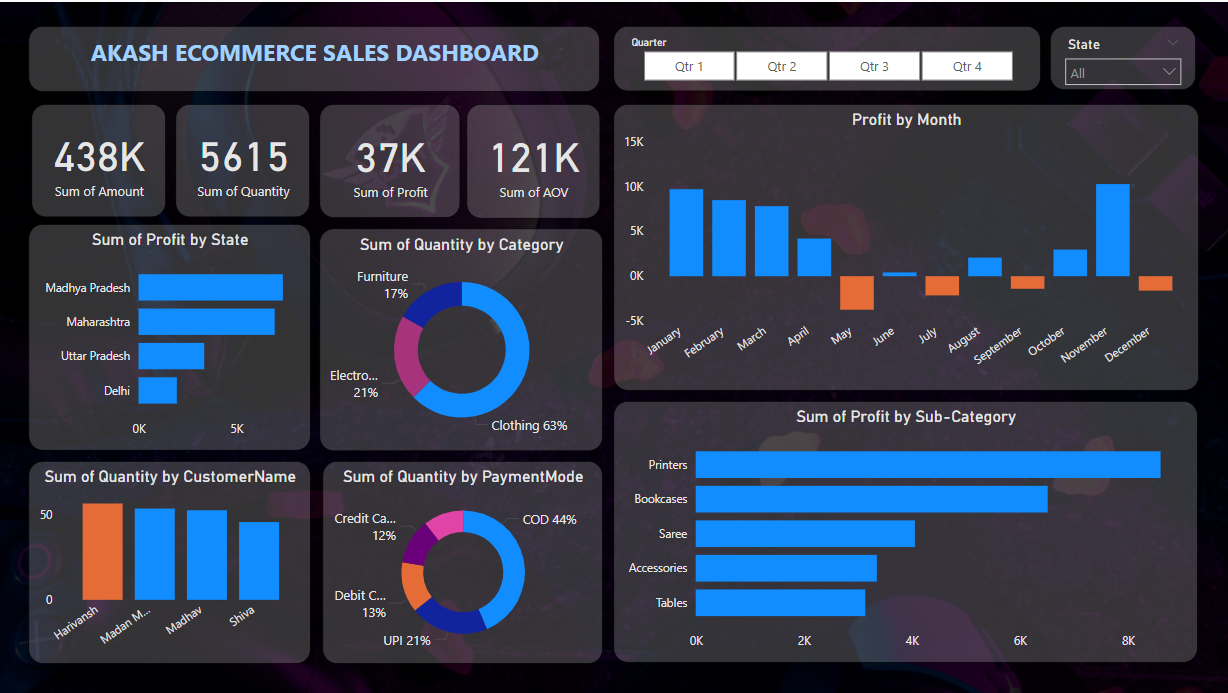 AKASH ECOMMERCE SALES DASHBOARD
Quarter
Qtr 1
Qtr 2
Qtr 3
Qtr 4
State
All
438K
Sum of Amount
5615
Sum of Quantity
37K
Sum of Profit
121K
Sum of AOV
Profit by Month
15K
10K
5K
0K
-5K
January
February
March
April
May
June
July
August
September
October
November
December
Sum of Profit by State
Madhya Pradesh
Maharashtra
Uttar Pradesh
Delhi
0K
5K
Sum of Quantity by Category
Furniture
17%
Electro...
21%
Clothing 63%
Sum of Profit by Sub-Category
Printers
Bookcases
Saree
Accessories
Tables
0K
2K
4K
6K
8K
Sum of Quantity by CustomerName
50
0
Harivansh
Madan M...
Madhav
Shiva
Sum of Quantity by PaymentMode
Credit Ca...
12%
COD 44%
Debit C...
13%
UPI 21%